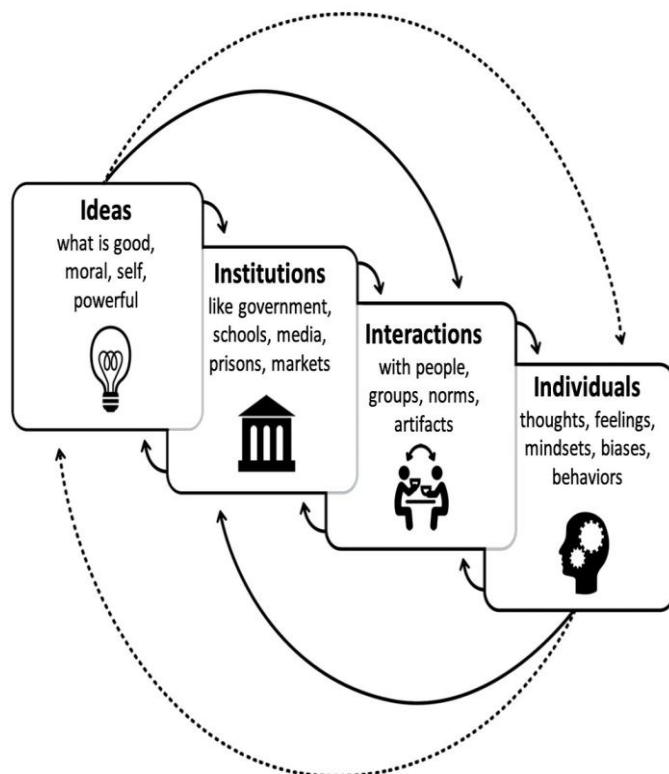 Ideas
what is good,
moral, self,
powerful
Institutions
like government,
schools, media,
prisons, markets
Interactions
with people,
groups, norms,
artifacts
Individuals
thoughts, feelings,
mindsets, biases,
behaviors